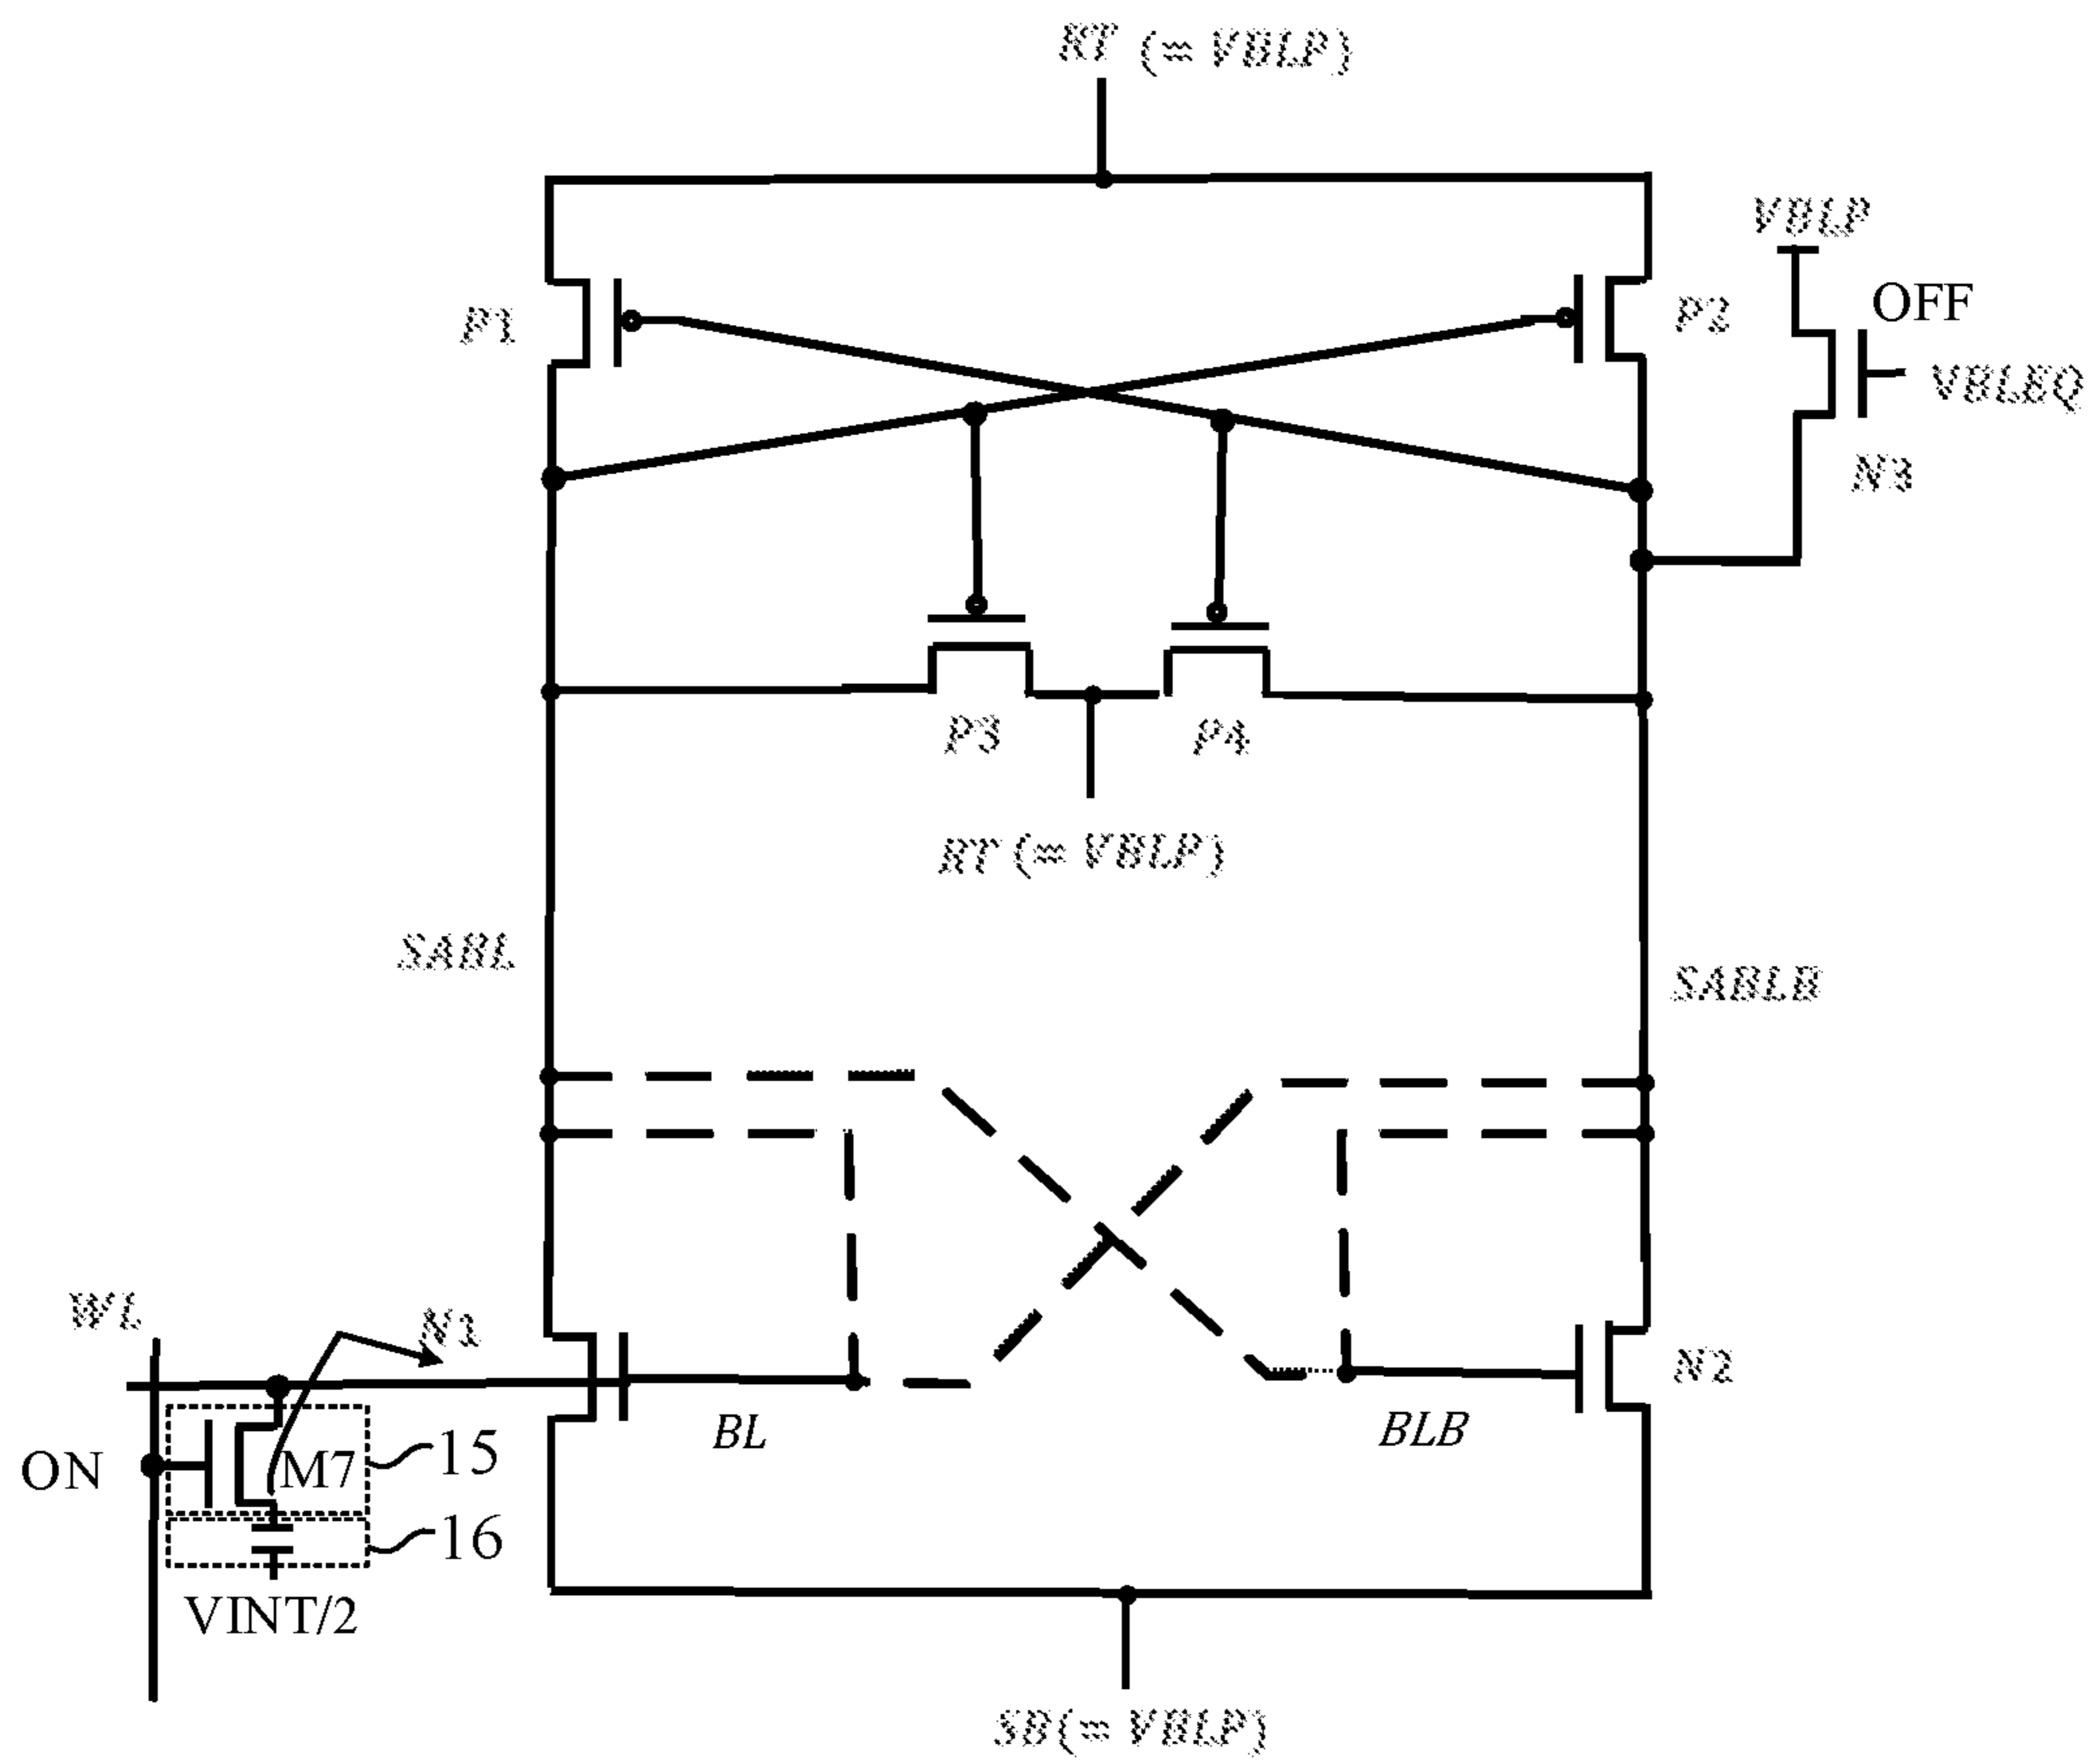 RT (= VBLP)
VBLP
OFF
P1
P2
VBLEQ
N3
P3
P4
RT (= VBLP)
SABL
SABLB
WL
N1
N2
BL
BLB
ON
M7
15
16
VINT/2
SB(= VBLP)